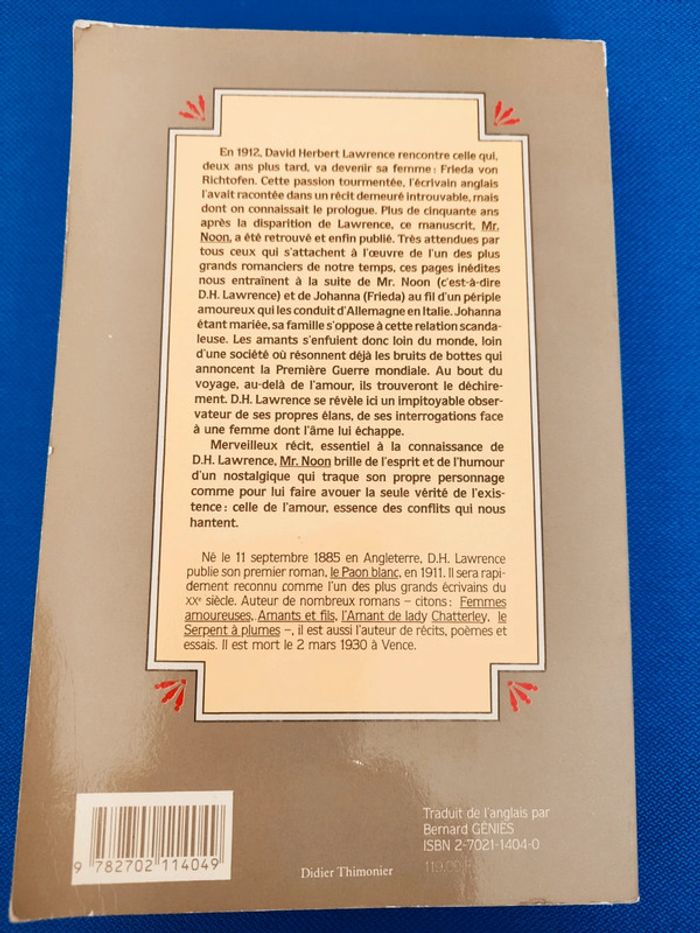 En 1912, David Herbert Lawrence rencontre celle qui,
deux ans plus tard, va devenir sa femme : Frieda von
Richtofen. Cette passion tourmentée, l'écrivain anglais
l'avait racontée dans un récit demeuré introuvable, mais
dont on connaissait le prologue. Plus de cinquante ans
après la disparition de Lawrence, ce manuscrit, Mr.
Noon, a été retrouvé et enfin publié. Très attendues par
tous ceux qui s'attachent à l'œuvre de l'un des plus
grands romanciers de notre temps, ces pages inédites
nous entraînent à la suite de Mr. Noon (c'est-à-dire
D.H. Lawrence) et de Johanna (Frieda) au fil d'un périple
amoureux qui les conduit d'Allemagne en Italie. Johanna
étant mariée, sa famille s'oppose à cette relation scanda-
leuse. Les amants s'enfuient donc loin du monde, loin
d'une société où résonnent déjà les bruits de bottes qui
annoncent la Première Guerre mondiale. Au bout du
voyage, au-delà de l'amour, ils trouveront le déchire-
ment. D.H. Lawrence se révèle ici un impitoyable obser-
vateur de ses propres élans, de ses interrogations face
à une femme dont l'âme lui échappe.
Merveilleux récit, essentiel à la connaissance de
D.H. Lawrence, Mr. Noon brille de l'esprit et de l'humour
d'un nostalgique qui traque son propre personnage
comme pour lui faire avouer la seule vérité de l'exis-
tence : celle de l'amour, essence des conflits qui nous
hantent.
Né le 11 septembre 1885 en Angleterre, D.H. Lawrence
publie son premier roman, le Paon blanc, en 1911. Il sera rapi-
dement reconnu comme l'un des plus grands écrivains du
XXe siècle. Auteur de nombreux romans – citons : Femmes
amoureuses, Amants et fils, l'Amant de lady Chatterley, le
Serpent à plumes –, il est aussi l'auteur de récits, poèmes et
essais. Il est mort le 2 mars 1930 à Vence.
Traduit de l'anglais par
Bernard GÉNIÈS
ISBN 2-7021-1404-0
119,00 F
9 782702 114049
Didier Thimonier